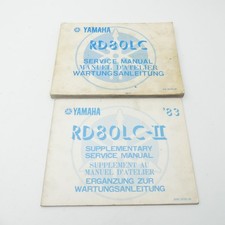 YAMAHA
RD80LC
SERVICE MANUAL
MANUEL D'ATELIER
WARTUNGSANLEITUNG
YAMAHA
'83
RD80LC-II
SUPPLEMENTARY
SERVICE MANUAL
SUPPLEMENT AU
MANUEL D'ATELIER
ERGÄNZUNG ZUR
WARTUNGSANLEITUNG